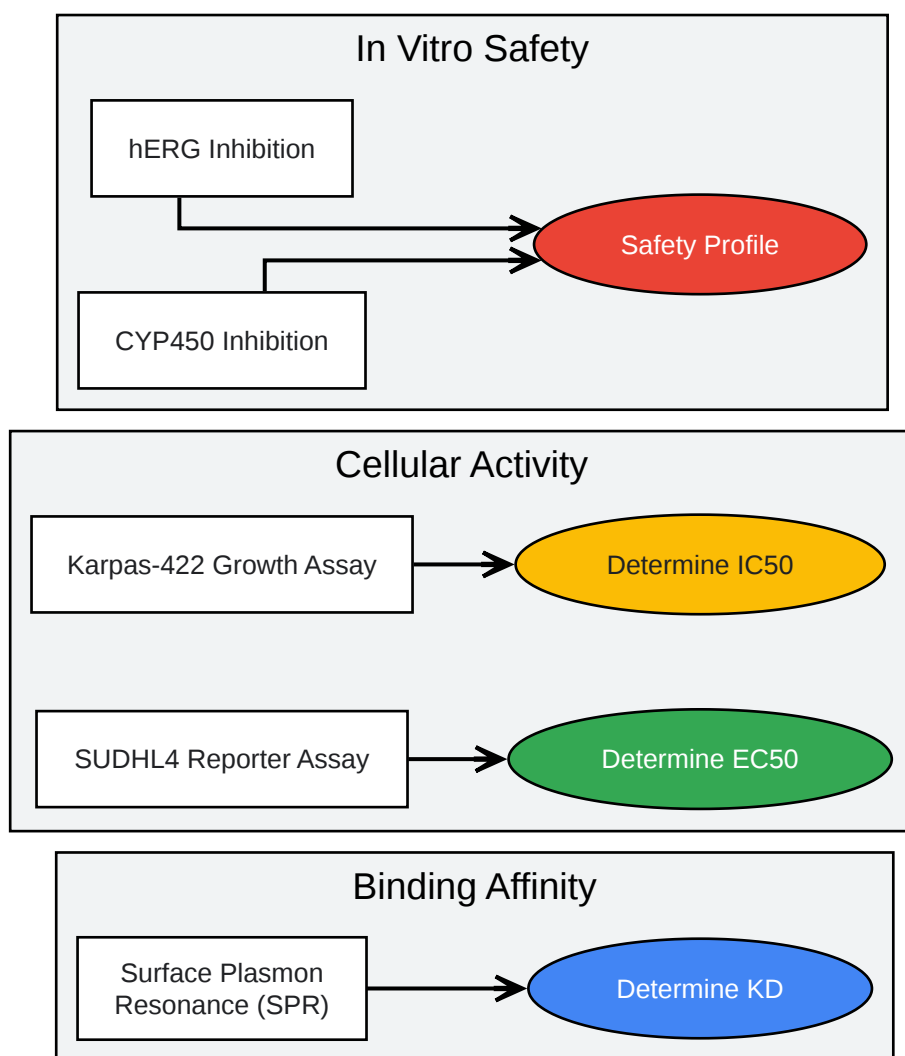 In Vitro Safety
hERG Inhibition
Safety Profile
CYP450 Inhibition
Cellular Activity
Karpas-422 Growth Assay
Determine IC50
SUDHL4 Reporter Assay
Determine EC50
Binding Affinity
Surface Plasmon
Resonance (SPR)
Determine KD